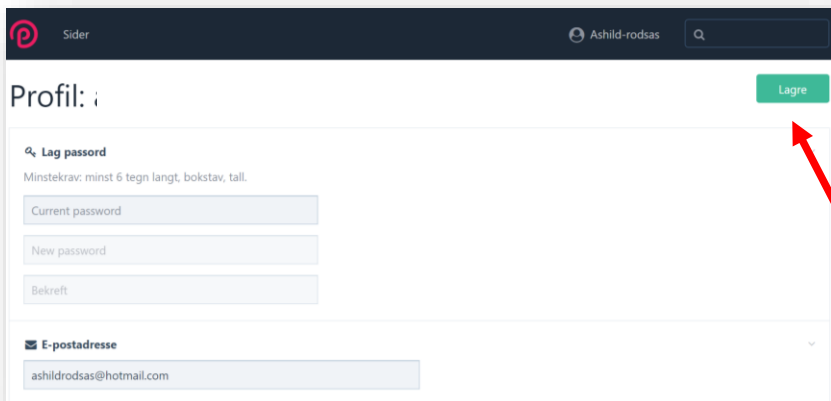 Sider
Ashild-rodsas
Profil:
Lagre
Lag passord
Minstekrav: minst 6 tegn langt, bokstav, tall.
Current password
New password
Bekreft
E-postadresse
ashildrodsas@hotmail.com